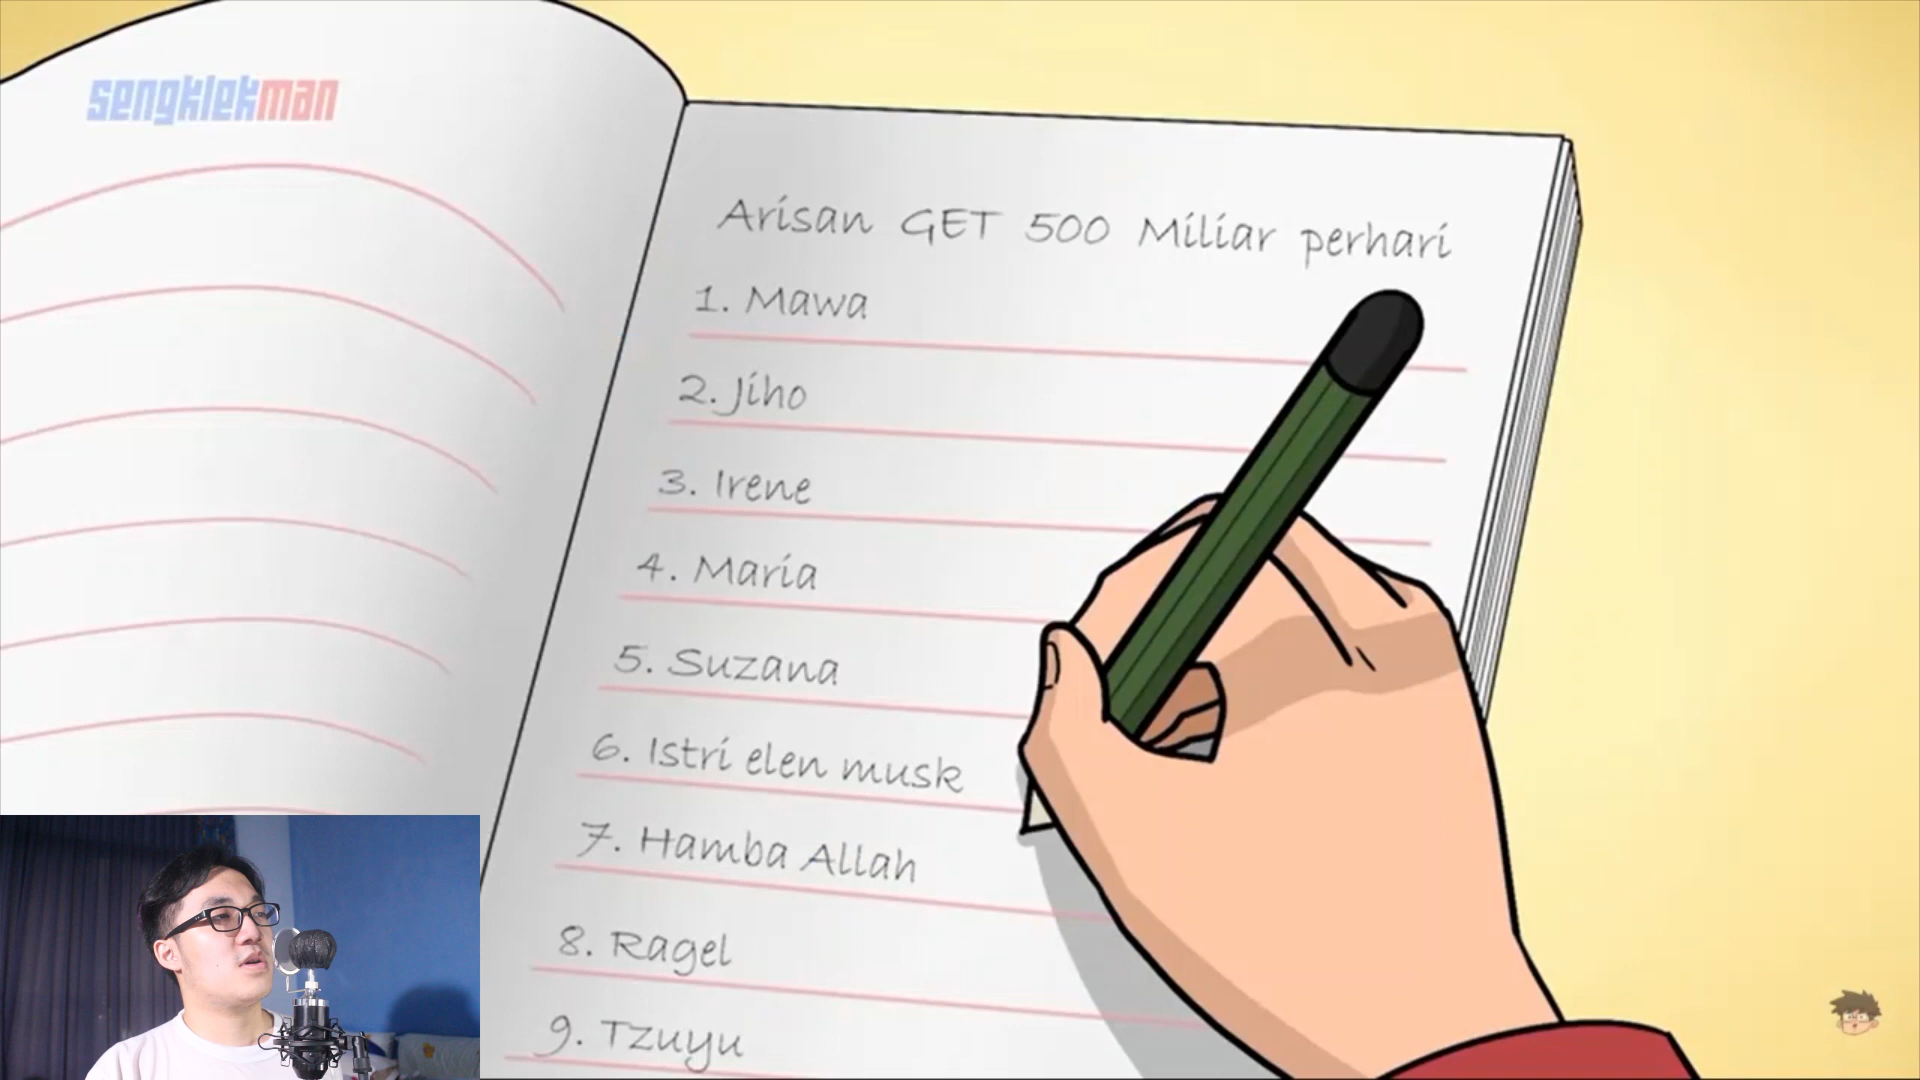 sengklekman
Arisan GET 500 Miliar perhari
1. Mawa
2. Jiho
3. Irene
4. Maria
5. Suzana
6. Istri elen musk
7. Hamba Allah
8. Ragel
9. Tzuyu